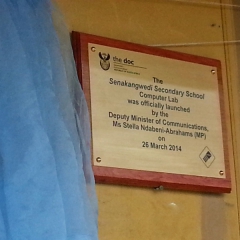 the doc
The
Senakangwedi Secondary School
Computer Lab
was officially launched
by the
Deputy Minister of Communications,
Ms Stella Ndabeni-Abrahams (MP)
on
26 March 2014